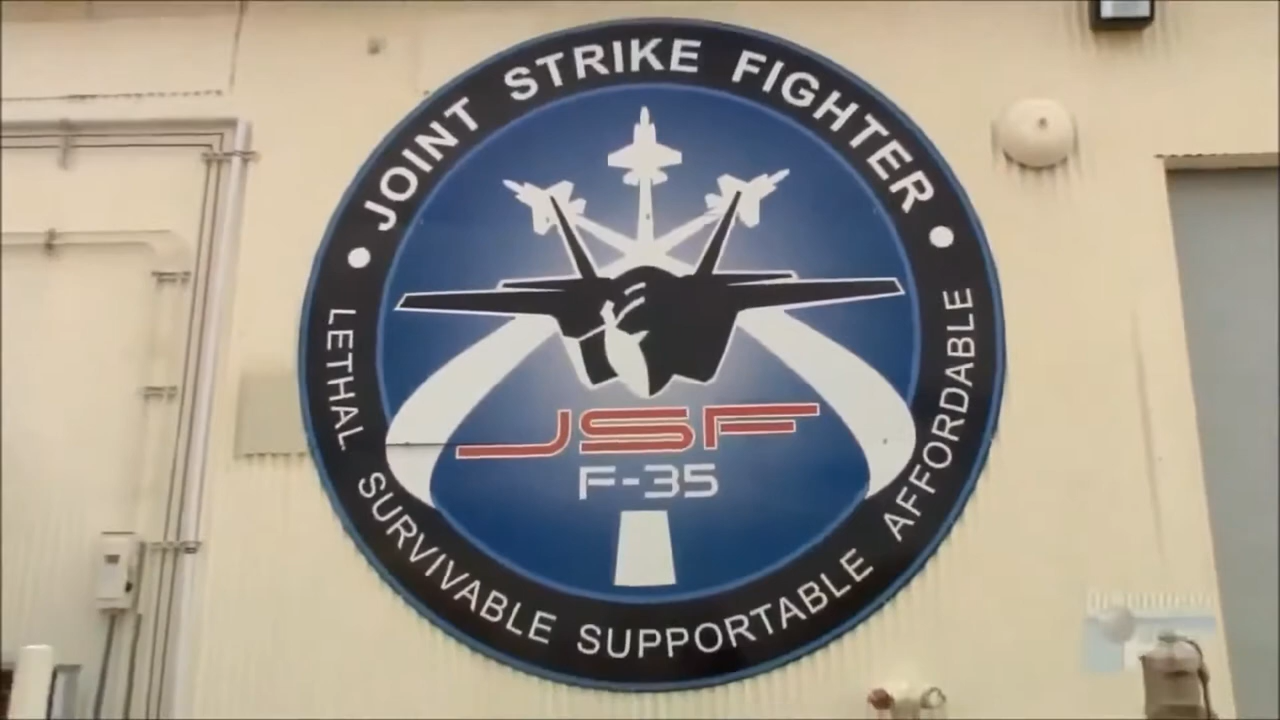 JOINT STRIKE FIGHTER
JSF
F-35
LETHAL SURVIVABLE SUPPORTABLE AFFORDABLE